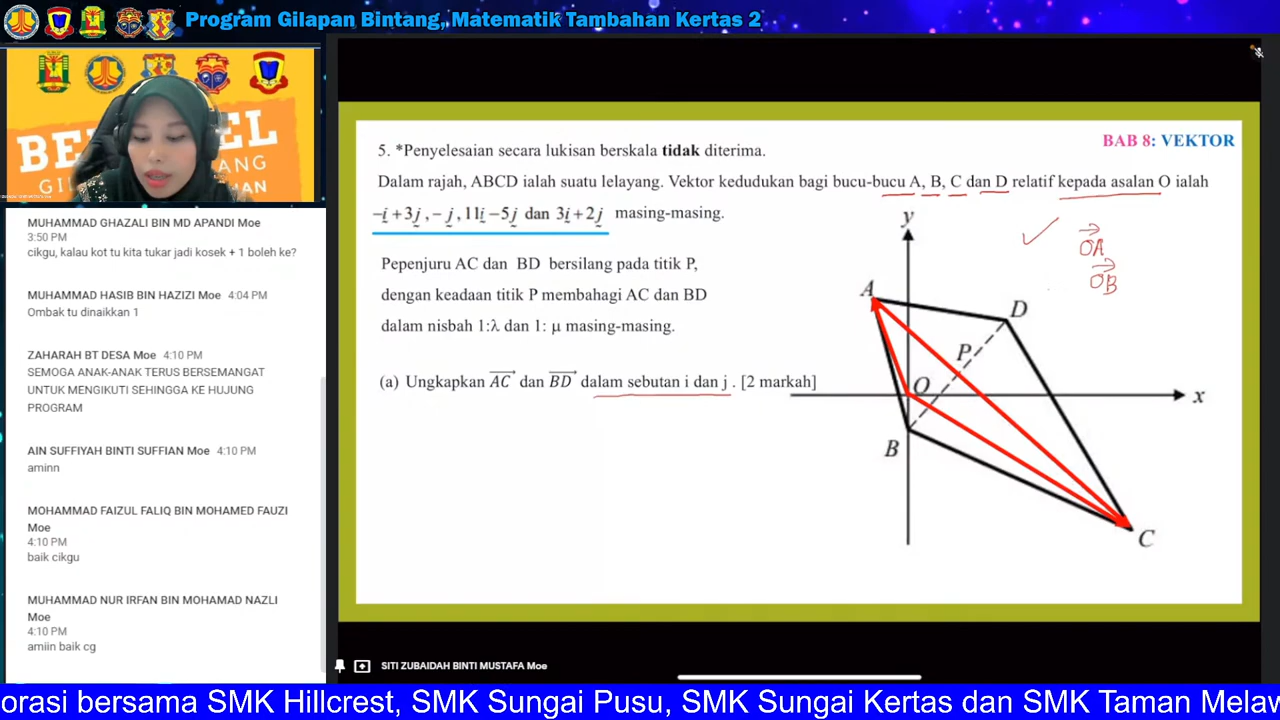 Program Gilapan Bintang, Matematik Tambahan Kertas 2
MUHAMMAD GHAZALI BIN MD APANDI Moe
3:50 PM
cikgu, kalau kot tu kita tukar jadi kosek + 1 boleh ke?
MUHAMMAD HASIB BIN HAZIZI Moe 4:04 PM
Ombak tu dinaikkan 1
ZAHARAH BT DESA Moe 4:10 PM
SEMOGA ANAK-ANAK TERUS BERSEMANGAT
UNTUK MENGIKUTI SEHINGGA KE HUJUNG
PROGRAM
AIN SUFFIYAH BINTI SUFFIAN Moe 4:10 PM
aminn
MOHAMMAD FAIZUL FALIQ BIN MOHAMED FAUZI
Moe
4:10 PM
baik cikgu
MUHAMMAD NUR IRFAN BIN MOHAMAD NAZLI
Moe
4:10 PM
amiin baik cg
BAB 8: VEKTOR
5. *Penyelesaian secara lukisan berskala tidak diterima.
Dalam rajah, ABCD ialah suatu lelayang. Vektor kedudukan bagi bucu-bucu A, B, C dan D relatif kepada asalan O ialah
−i+3j, −j, 11i−5j dan 3i+2j masing-masing.
Pepenjuru AC dan BD bersilang pada titik P,
dengan keadaan titik P membahagi AC dan BD
dalam nisbah 1:λ dan 1: μ masing-masing.
(a) Ungkapkan AC dan BD dalam sebutan i dan j . [2 markah]
y
OA
OB
A
D
P
O
x
B
C
SITI ZUBAIDAH BINTI MUSTAFA Moe
orasi bersama SMK Hillcrest, SMK Sungai Pusu, SMK Sungai Kertas dan SMK Taman Melaw